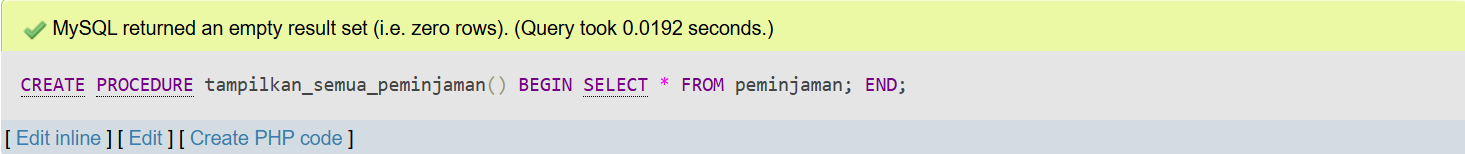 MySQL returned an empty result set (i.e. zero rows). (Query took 0.0192 seconds.)
CREATE PROCEDURE tampilkan_semua_peminjaman() BEGIN SELECT * FROM peminjaman; END;
[ Edit inline ] [ Edit ] [ Create PHP code ]